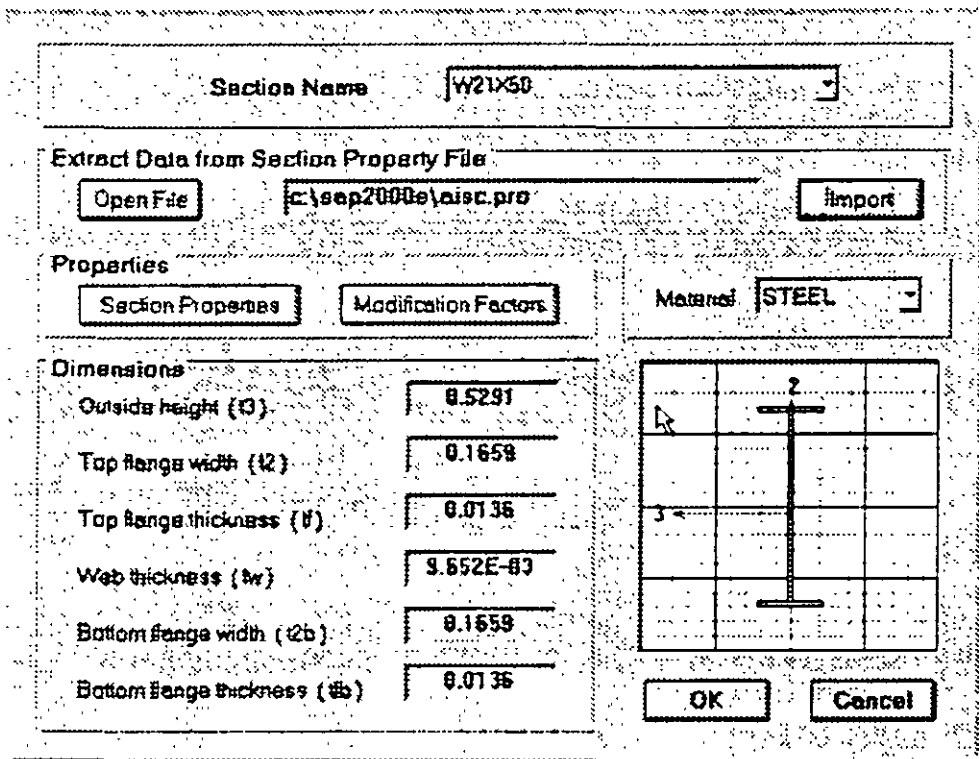 Section Name W21X50
Extract Data from Section Property File
Open File c:\sap2000e\aisc.pro Import
Properties
Section Properties Modification Factors
Material STEEL
Dimensions
Outside height (t3) 0.5291
Top flange width (t2) 0.1659
Top flange thickness (tf) 0.0136
Web thickness (tw) 9.652E-03
Bottom flange width (t2b) 0.1659
Bottom flange thickness (tfb) 0.0136
2
3
OK Cancel